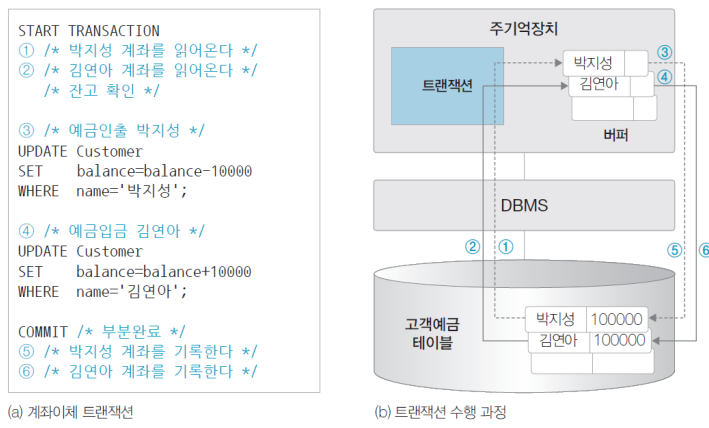 START TRANSACTION
① /* 박지성 계좌를 읽어온다 */
② /* 김연아 계좌를 읽어온다 */
/* 잔고 확인 */
③ /* 예금인출 박지성 */
UPDATE Customer
SET balance=balance-10000
WHERE name='박지성';
④ /* 예금입금 김연아 */
UPDATE Customer
SET balance=balance+10000
WHERE name='김연아';
COMMIT /* 부분완료 */
⑤ /* 박지성 계좌를 기록한다 */
⑥ /* 김연아 계좌를 기록한다 */
(a) 계좌이체 트랜잭션
주기억장치
트랜잭션
박지성 ③
김연아 ④
버퍼
DBMS
② ① ⑤ ⑥
고객예금
테이블
박지성 100000
김연아 100000
(b) 트랜잭션 수행 과정